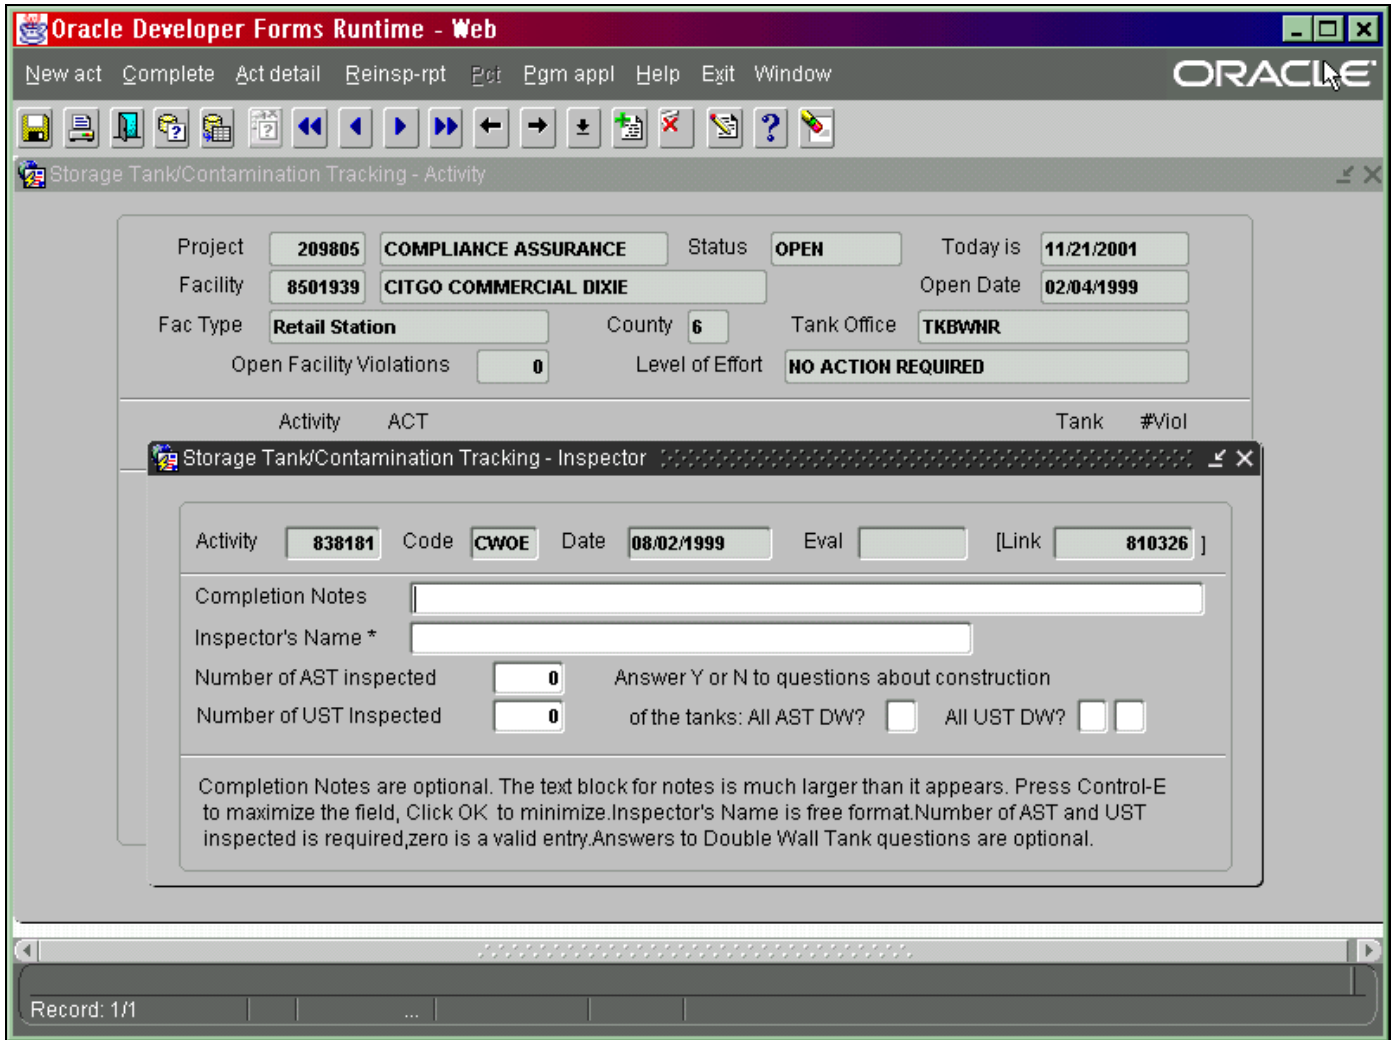 Oracle Developer Forms Runtime - Web
New act Complete Act detail Reinsp-rpt Pct Pgm appl Help Exit Window ORACLE
Storage Tank/Contamination Tracking - Activity
Project 209805 COMPLIANCE ASSURANCE Status OPEN Today is 11/21/2001
Facility 8501939 CITGO COMMERCIAL DIXIE Open Date 02/04/1999
Fac Type Retail Station County 6 Tank Office TKBWNR
Open Facility Violations 0 Level of Effort NO ACTION REQUIRED
Activity ACT Tank #Viol
Storage Tank/Contamination Tracking - Inspector
Activity 838181 Code CWOE Date 08/02/1999 Eval [Link 810326 ]
Completion Notes
Inspector's Name *
Number of AST inspected 0 Answer Y or N to questions about construction
Number of UST Inspected 0 of the tanks: All AST DW? All UST DW?
Completion Notes are optional. The text block for notes is much larger than it appears. Press Control-E
to maximize the field, Click OK to minimize.Inspector's Name is free format.Number of AST and UST
inspected is required,zero is a valid entry.Answers to Double Wall Tank questions are optional.
Record: 1/1 ...